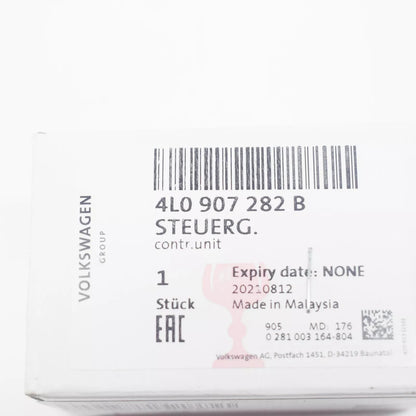 VOLKSWAGEN
GROUP
4L0 907 282 B
STEUERG.
contr.unit
1
Stück
EAC
Expiry date: NONE
20210812
Made in Malaysia
905 MD: 176
0 281 003 164-804
Volkswagen AG, Postfach 1451, D-34219 Baunatal